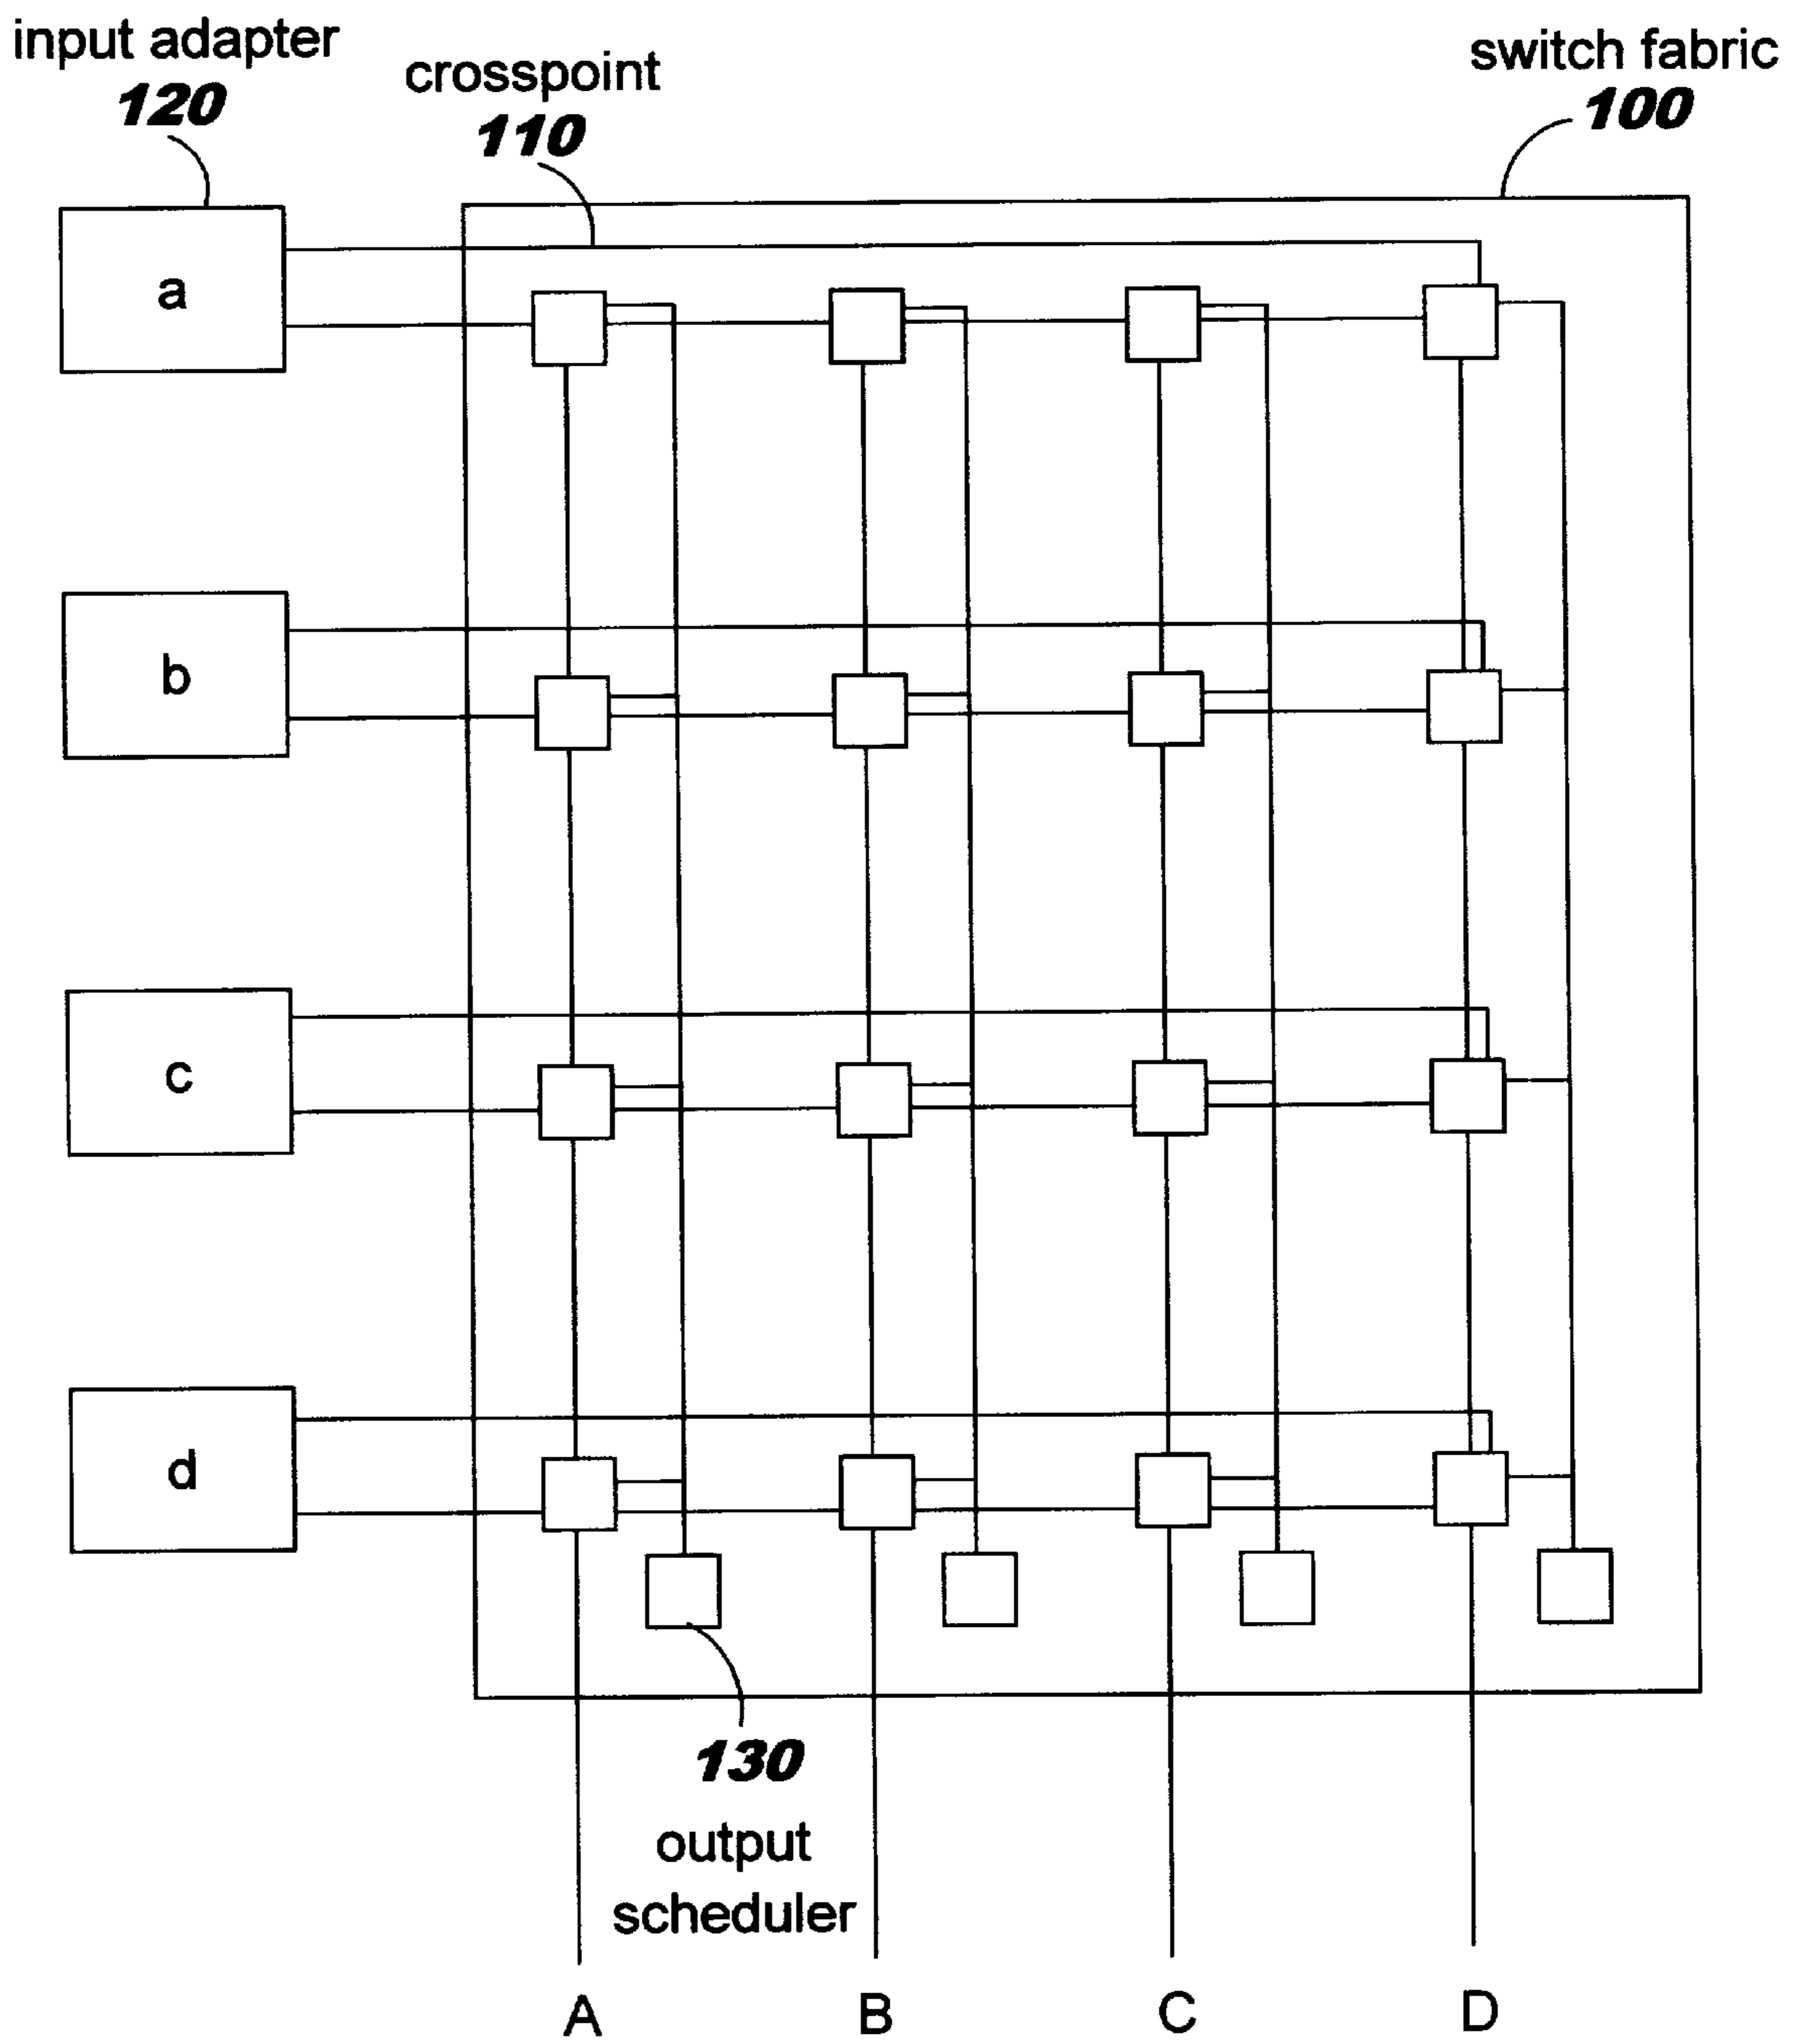 input adapter
120
crosspoint
110
switch fabric
100
a
b
c
d
130
output
scheduler
A
B
C
D